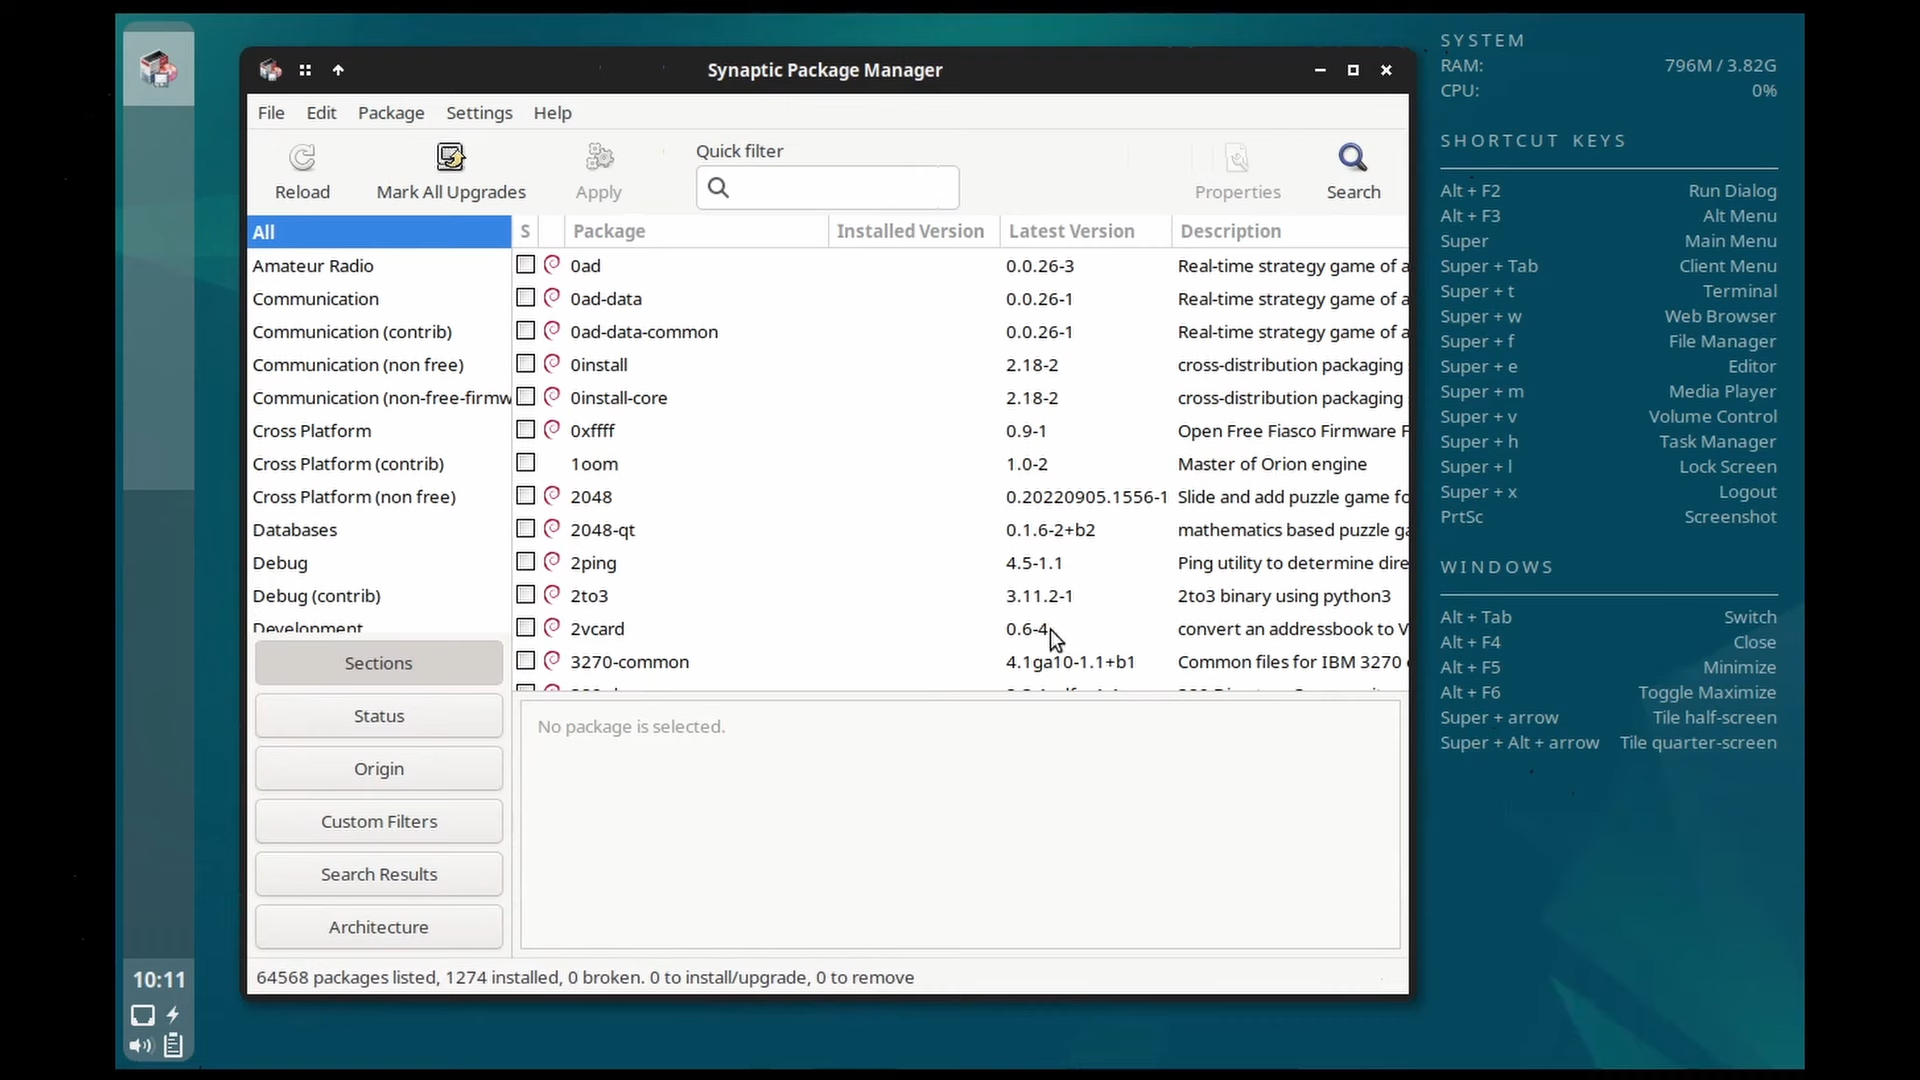 Synaptic Package Manager
File Edit Package Settings Help
Reload
Mark All Upgrades
Apply
Quick filter
Properties
Search
All
Amateur Radio
Communication
Communication (contrib)
Communication (non free)
Communication (non-free-firmw
Cross Platform
Cross Platform (contrib)
Cross Platform (non free)
Databases
Debug
Debug (contrib)
Development
Sections
Status
Origin
Custom Filters
Search Results
Architecture
S Package Installed Version Latest Version Description
0ad 0.0.26-3 Real-time strategy game of a
0ad-data 0.0.26-1 Real-time strategy game of a
0ad-data-common 0.0.26-1 Real-time strategy game of a
0install 2.18-2 cross-distribution packaging
0install-core 2.18-2 cross-distribution packaging
0xffff 0.9-1 Open Free Fiasco Firmware F
1oom 1.0-2 Master of Orion engine
2048 0.20220905.1556-1 Slide and add puzzle game fo
2048-qt 0.1.6-2+b2 mathematics based puzzle ga
2ping 4.5-1.1 Ping utility to determine dire
2to3 3.11.2-1 2to3 binary using python3
2vcard 0.6-4 convert an addressbook to V
3270-common 4.1ga10-1.1+b1 Common files for IBM 3270
No package is selected.
64568 packages listed, 1274 installed, 0 broken. 0 to install/upgrade, 0 to remove
10:11
SYSTEM
RAM: 796M / 3.82G
CPU: 0%
SHORTCUT KEYS
Alt + F2 Run Dialog
Alt + F3 Alt Menu
Super Main Menu
Super + Tab Client Menu
Super + t Terminal
Super + w Web Browser
Super + f File Manager
Super + e Editor
Super + m Media Player
Super + v Volume Control
Super + h Task Manager
Super + l Lock Screen
Super + x Logout
PrtSc Screenshot
WINDOWS
Alt + Tab Switch
Alt + F4 Close
Alt + F5 Minimize
Alt + F6 Toggle Maximize
Super + arrow Tile half-screen
Super + Alt + arrow Tile quarter-screen